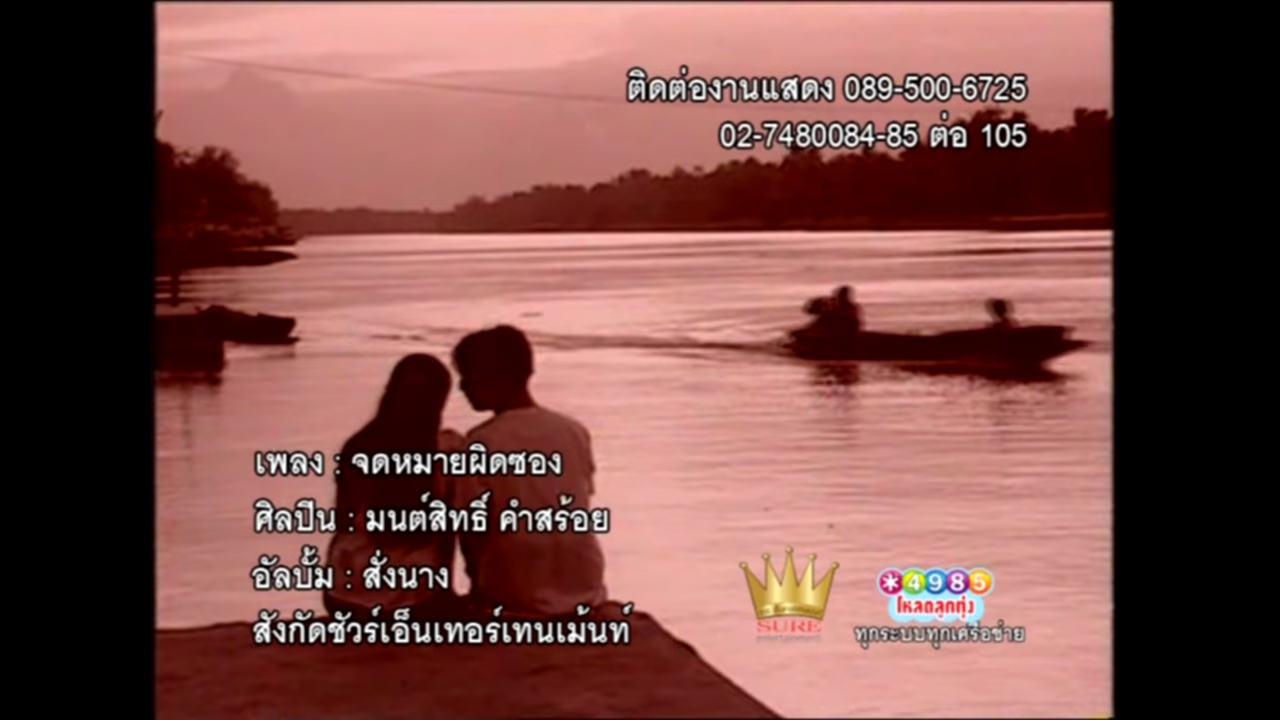 ติดต่องานแสดง 089-500-6725
02-7480084-85 ต่อ 105
เพลง : จดหมายผิดซอง
ศิลปิน : มนต์สิทธิ์ คำสร้อย
อัลบั้ม : สั่งนาง
สังกัดชัวร์เอ็นเทอร์เทนเม้นท์
SURE
entertainment
*4985
โหลดลูกทุ่ง
ทุกระบบทุกเครือข่าย